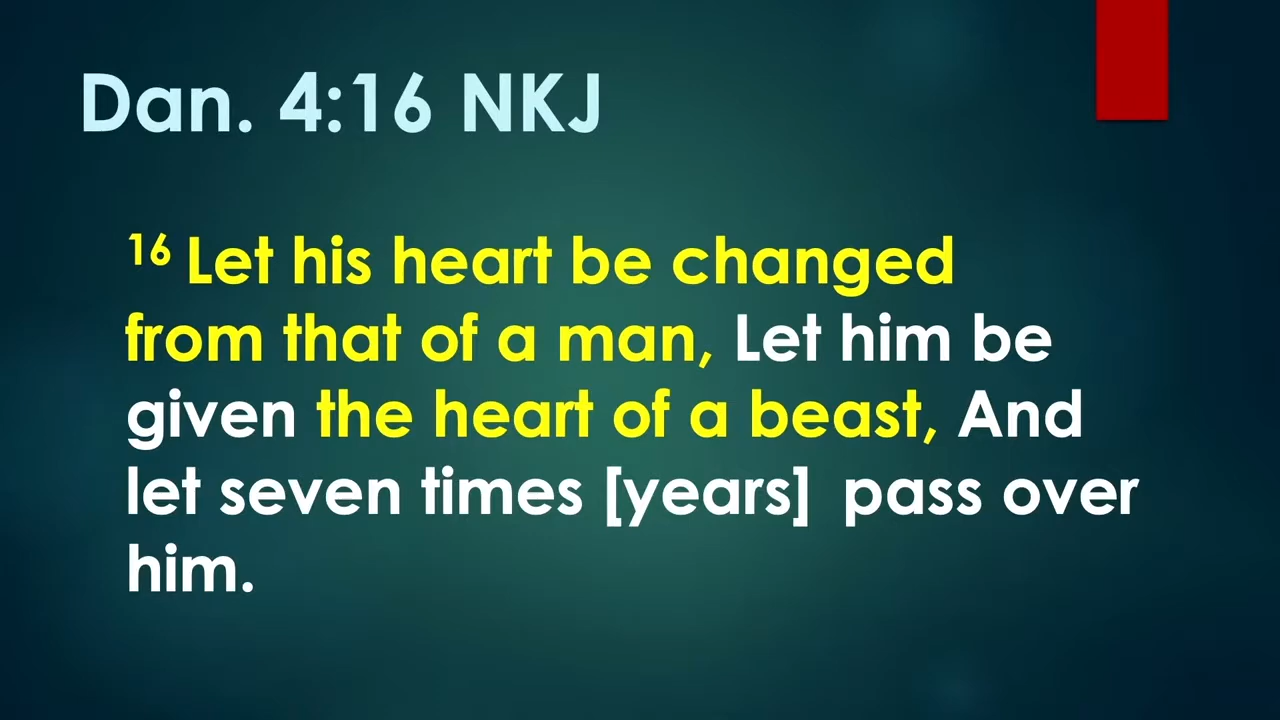 Dan. 4:16 NKJ
16 Let his heart be changed
from that of a man, Let him be
given the heart of a beast, And
let seven times [years] pass over
him.